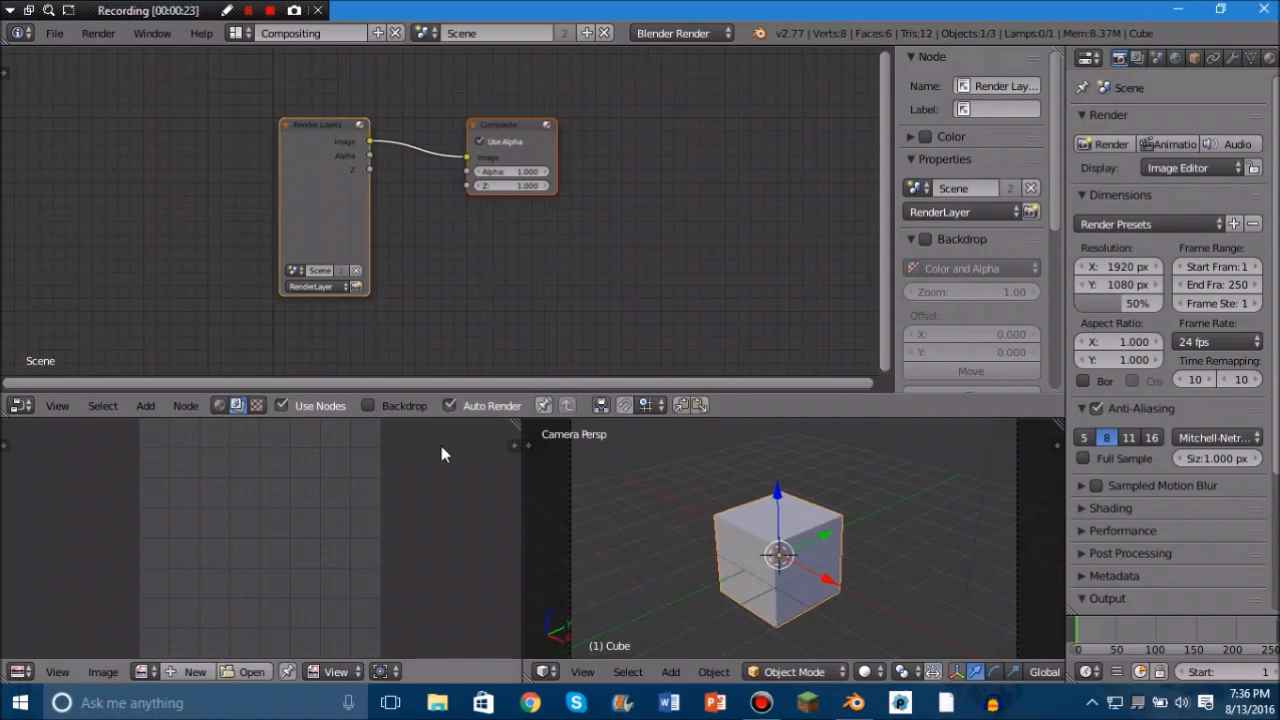 Recording [00:00:23]
File Render Window Help Compositing Scene 2 Blender Render v2.77 | Verts:8 | Faces:6 | Tris:12 | Objects:1/3 | Lamps:0/1 | Mem:8.37M | Cube
Render Layers
Image
Alpha
Z
Scene 2
RenderLayer
Composite
Use Alpha
Image
Alpha: 1.000
Z: 1.000
Scene
Node
Name: Render Lay...
Label:
Color
Properties
Scene 2
RenderLayer
Backdrop
Color and Alpha
Zoom: 1.00
Offset:
X: 0.000
Y: 0.000
Move
Scene
Render
Render Animatio Audio
Display: Image Editor
Dimensions
Render Presets
Resolution: Frame Range:
X: 1920 px Start Fram: 1
Y: 1080 px End Fra: 250
50% Frame Ste: 1
Aspect Ratio: Frame Rate:
X: 1.000 24 fps
Y: 1.000 Time Remapping:
Bor Cro 10 10
Anti-Aliasing
5 8 11 16 Mitchell-Netr...
Full Sample Siz: 1.000 px
Sampled Motion Blur
Shading
Performance
Post Processing
Metadata
Output
View Select Add Node Use Nodes Backdrop Auto Render
Camera Persp
(1) Cube
View Image New Open View
View Select Add Object Object Mode Global
0 50 100 150 200 250
Start: 1
Ask me anything
7:36 PM
8/13/2016